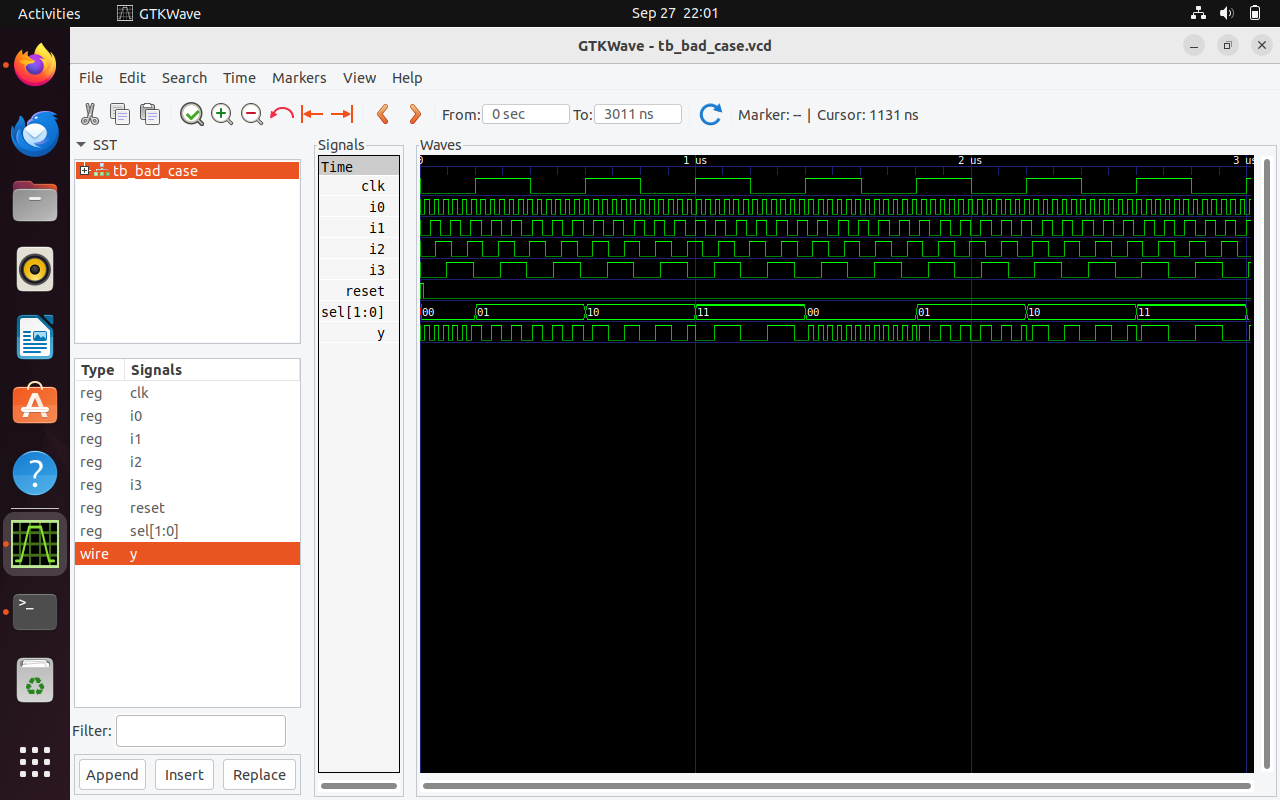 Activities GTKWave Sep 27 22:01
GTKWave - tb_bad_case.vcd
File Edit Search Time Markers View Help
From: 0 sec To: 3011 ns Marker: -- | Cursor: 1131 ns
SST
tb_bad_case
Type Signals
reg clk
reg i0
reg i1
reg i2
reg i3
reg reset
reg sel[1:0]
wire y
Filter:
Append Insert Replace
Signals
Time
clk
i0
i1
i2
i3
reset
sel[1:0]
y
Waves
0 1 us 2 us 3 us
00 01 10 11 00 01 10 11